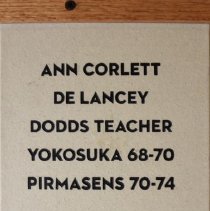 ANN CORLETT
DE LANCEY
DODDS TEACHER
YOKOSUKA 68-70
PIRMASENS 70-74